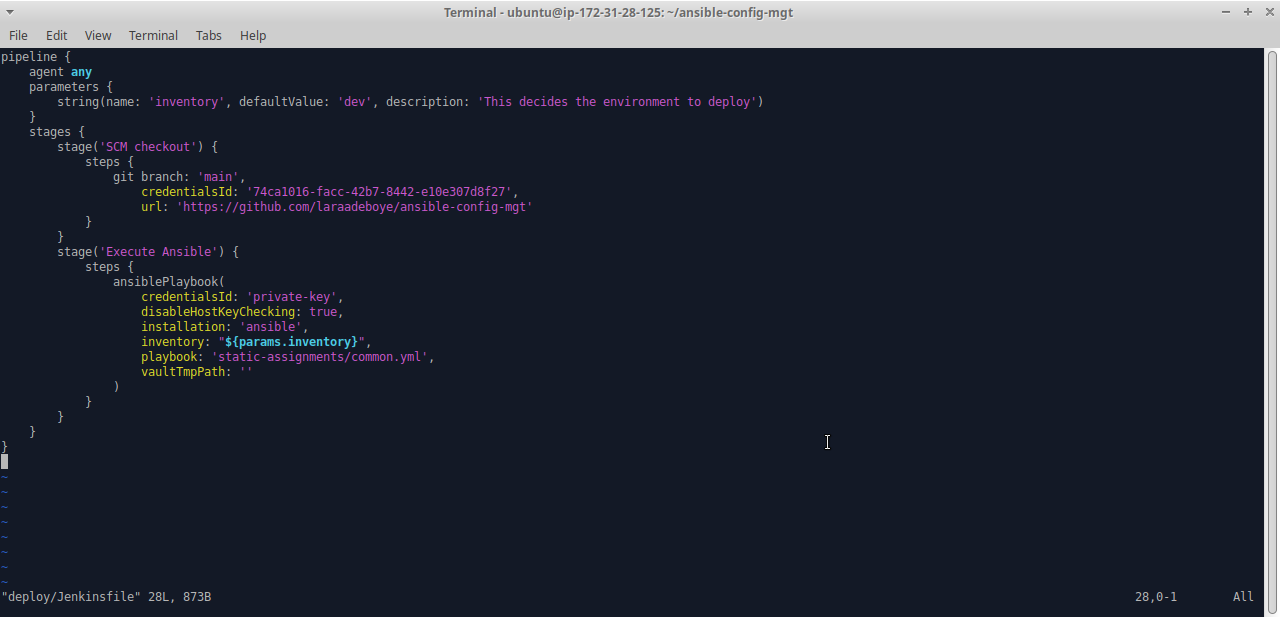 Terminal - ubuntu@ip-172-31-28-125: ~/ansible-config-mgt
File Edit View Terminal Tabs Help
pipeline {
    agent any
    parameters {
        string(name: 'inventory', defaultValue: 'dev', description: 'This decides the environment to deploy')
    }
    stages {
        stage('SCM checkout') {
            steps {
                git branch: 'main',
                    credentialsId: '74ca1016-facc-42b7-8442-e10e307d8f27',
                    url: 'https://github.com/laraadeboye/ansible-config-mgt'
            }
        }
        stage('Execute Ansible') {
            steps {
                ansiblePlaybook(
                    credentialsId: 'private-key',
                    disableHostKeyChecking: true,
                    installation: 'ansible',
                    inventory: "${params.inventory}",
                    playbook: 'static-assignments/common.yml',
                    vaultTmpPath: ''
                )
            }
        }
    }
}
~
~
~
~
~
~
~
~
"deploy/Jenkinsfile" 28L, 873B 28,0-1 All